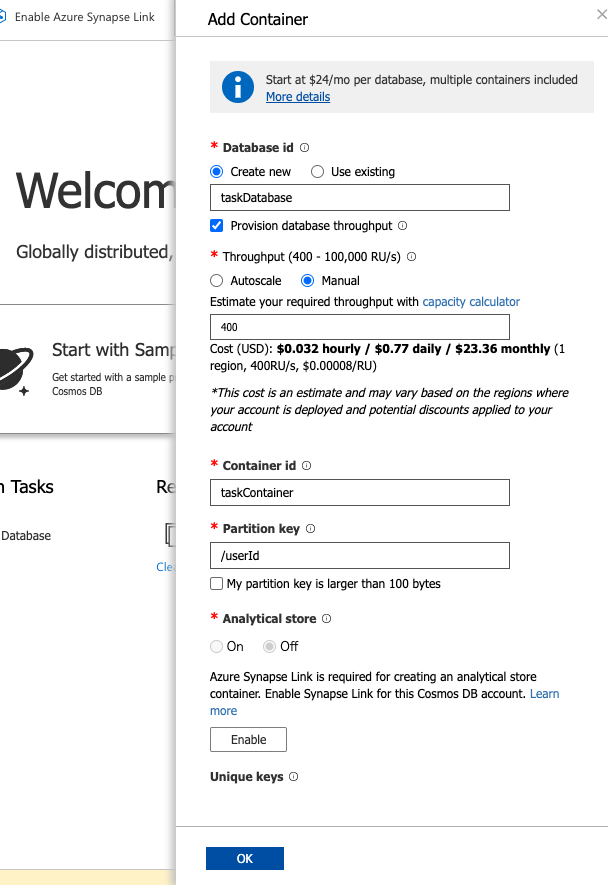 Enable Azure Synapse Link
Welcom
Globally distributed,
Start with Samp
Get started with a sample p
Cosmos DB
n Tasks
Re
Database
Cle
Add Container
Start at $24/mo per database, multiple containers included
More details
* Database id
Create new Use existing
taskDatabase
Provision database throughput
* Throughput (400 - 100,000 RU/s)
Autoscale Manual
Estimate your required throughput with capacity calculator
400
Cost (USD): $0.032 hourly / $0.77 daily / $23.36 monthly (1
region, 400RU/s, $0.00008/RU)
*This cost is an estimate and may vary based on the regions where
your account is deployed and potential discounts applied to your
account
* Container id
taskContainer
* Partition key
/userId
My partition key is larger than 100 bytes
* Analytical store
On Off
Azure Synapse Link is required for creating an analytical store
container. Enable Synapse Link for this Cosmos DB account. Learn
more
Enable
Unique keys
OK